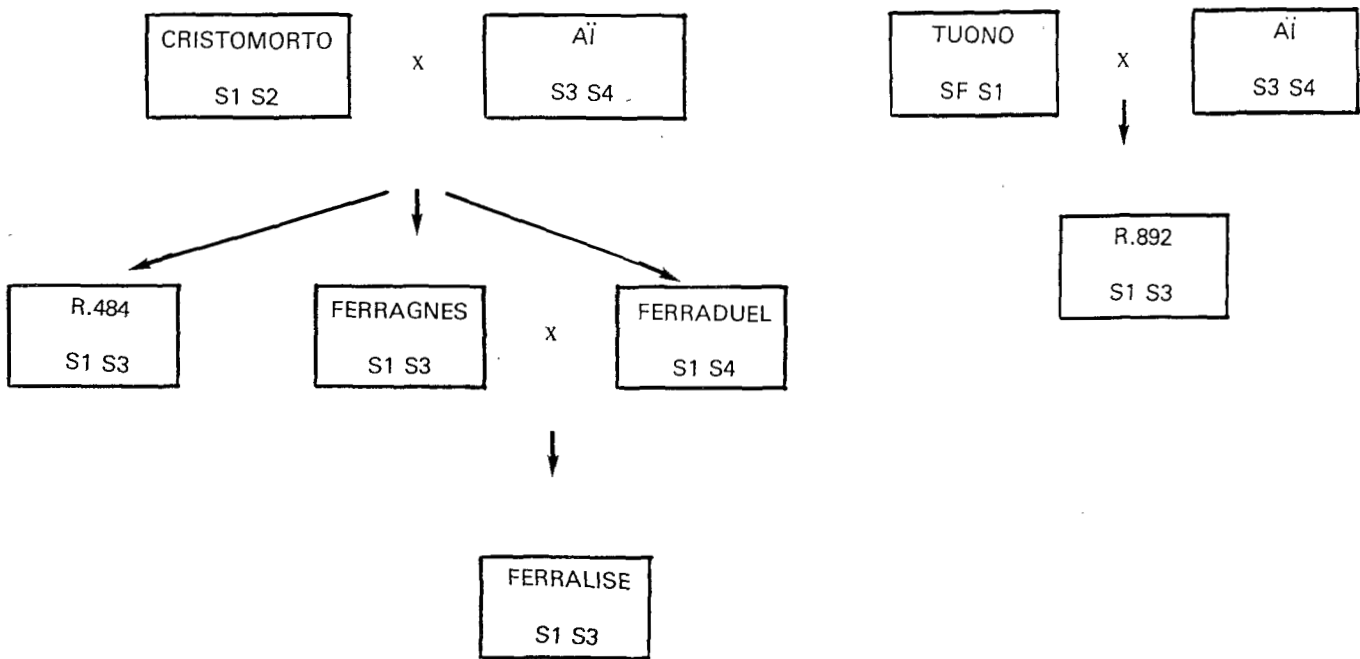 CRISTOMORTO
S1 S2
x
AÏ
S3 S4
TUONO
SF S1
x
AÏ
S3 S4
R.892
S1 S3
R.484
S1 S3
FERRAGNES
S1 S3
x
FERRADUEL
S1 S4
FERRALISE
S1 S3